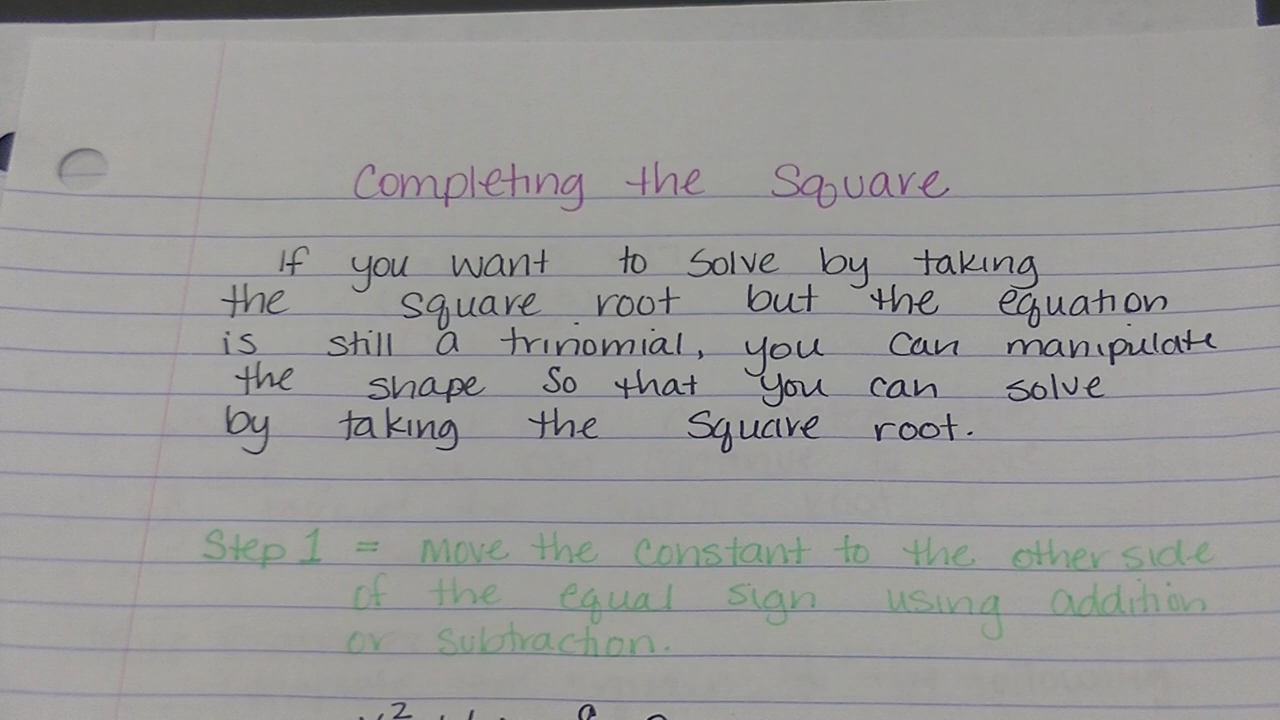 Completing the Square
If you want to solve by taking
the square root but the equation
is still a trinomial, you can manipulate
the shape so that you can solve
by taking the square root.
Step 1 = move the constant to the other side
of the equal sign using addition
or subtraction.